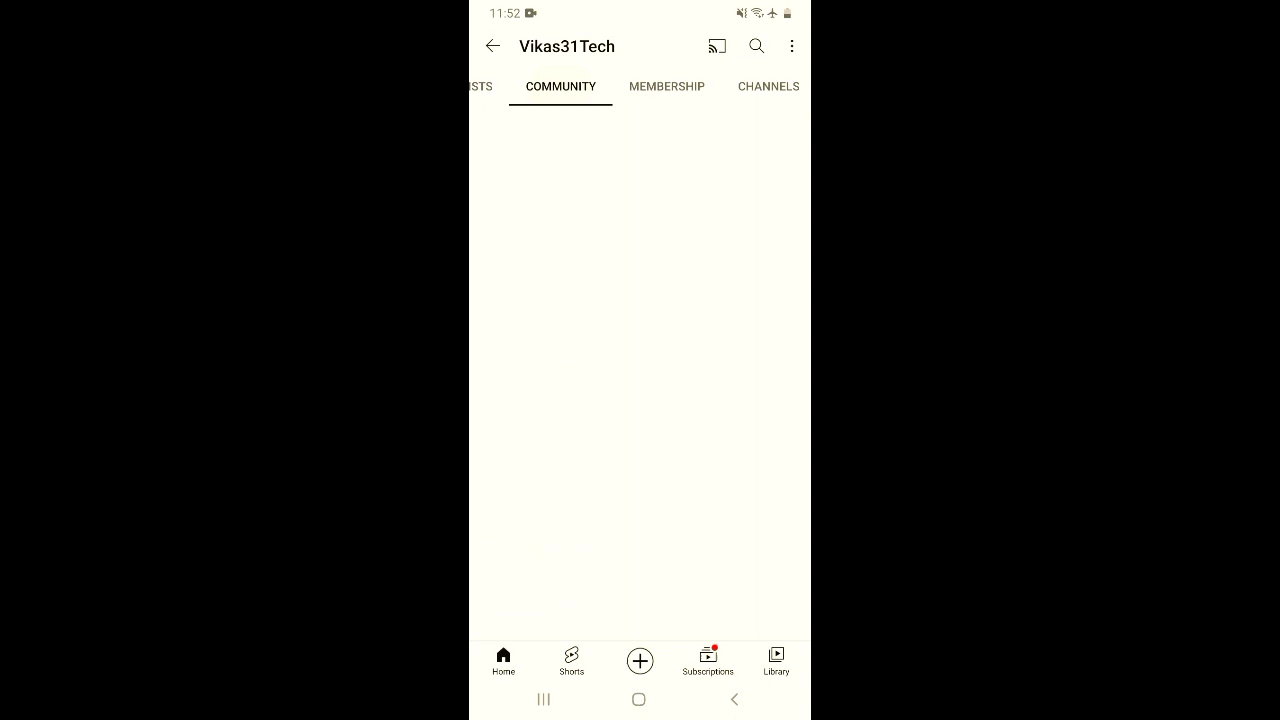 11:52
Vikas31Tech
ISTS COMMUNITY MEMBERSHIP CHANNELS
Home Shorts Subscriptions Library